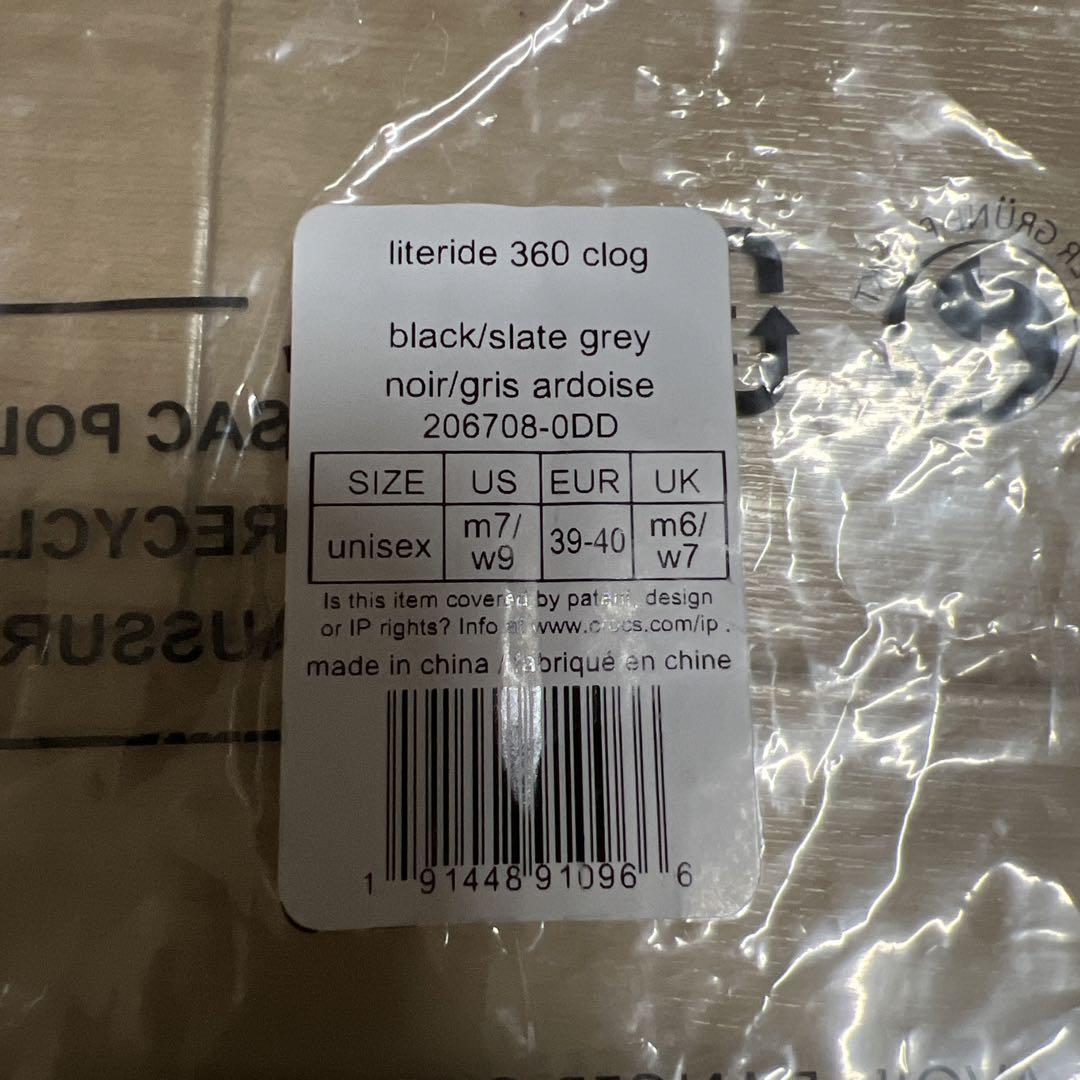 literide 360 clog
black/slate grey
noir/gris ardoise
206708-0DD
SIZE US EUR UK
unisex m7/ w9 39-40 m6/ w7
Is this item covered by patent, design
or IP rights? Info at www.crocs.com/ip .
made in china / fabriqué en chine
1 91448 91096 6
SAC POL
RECYCL